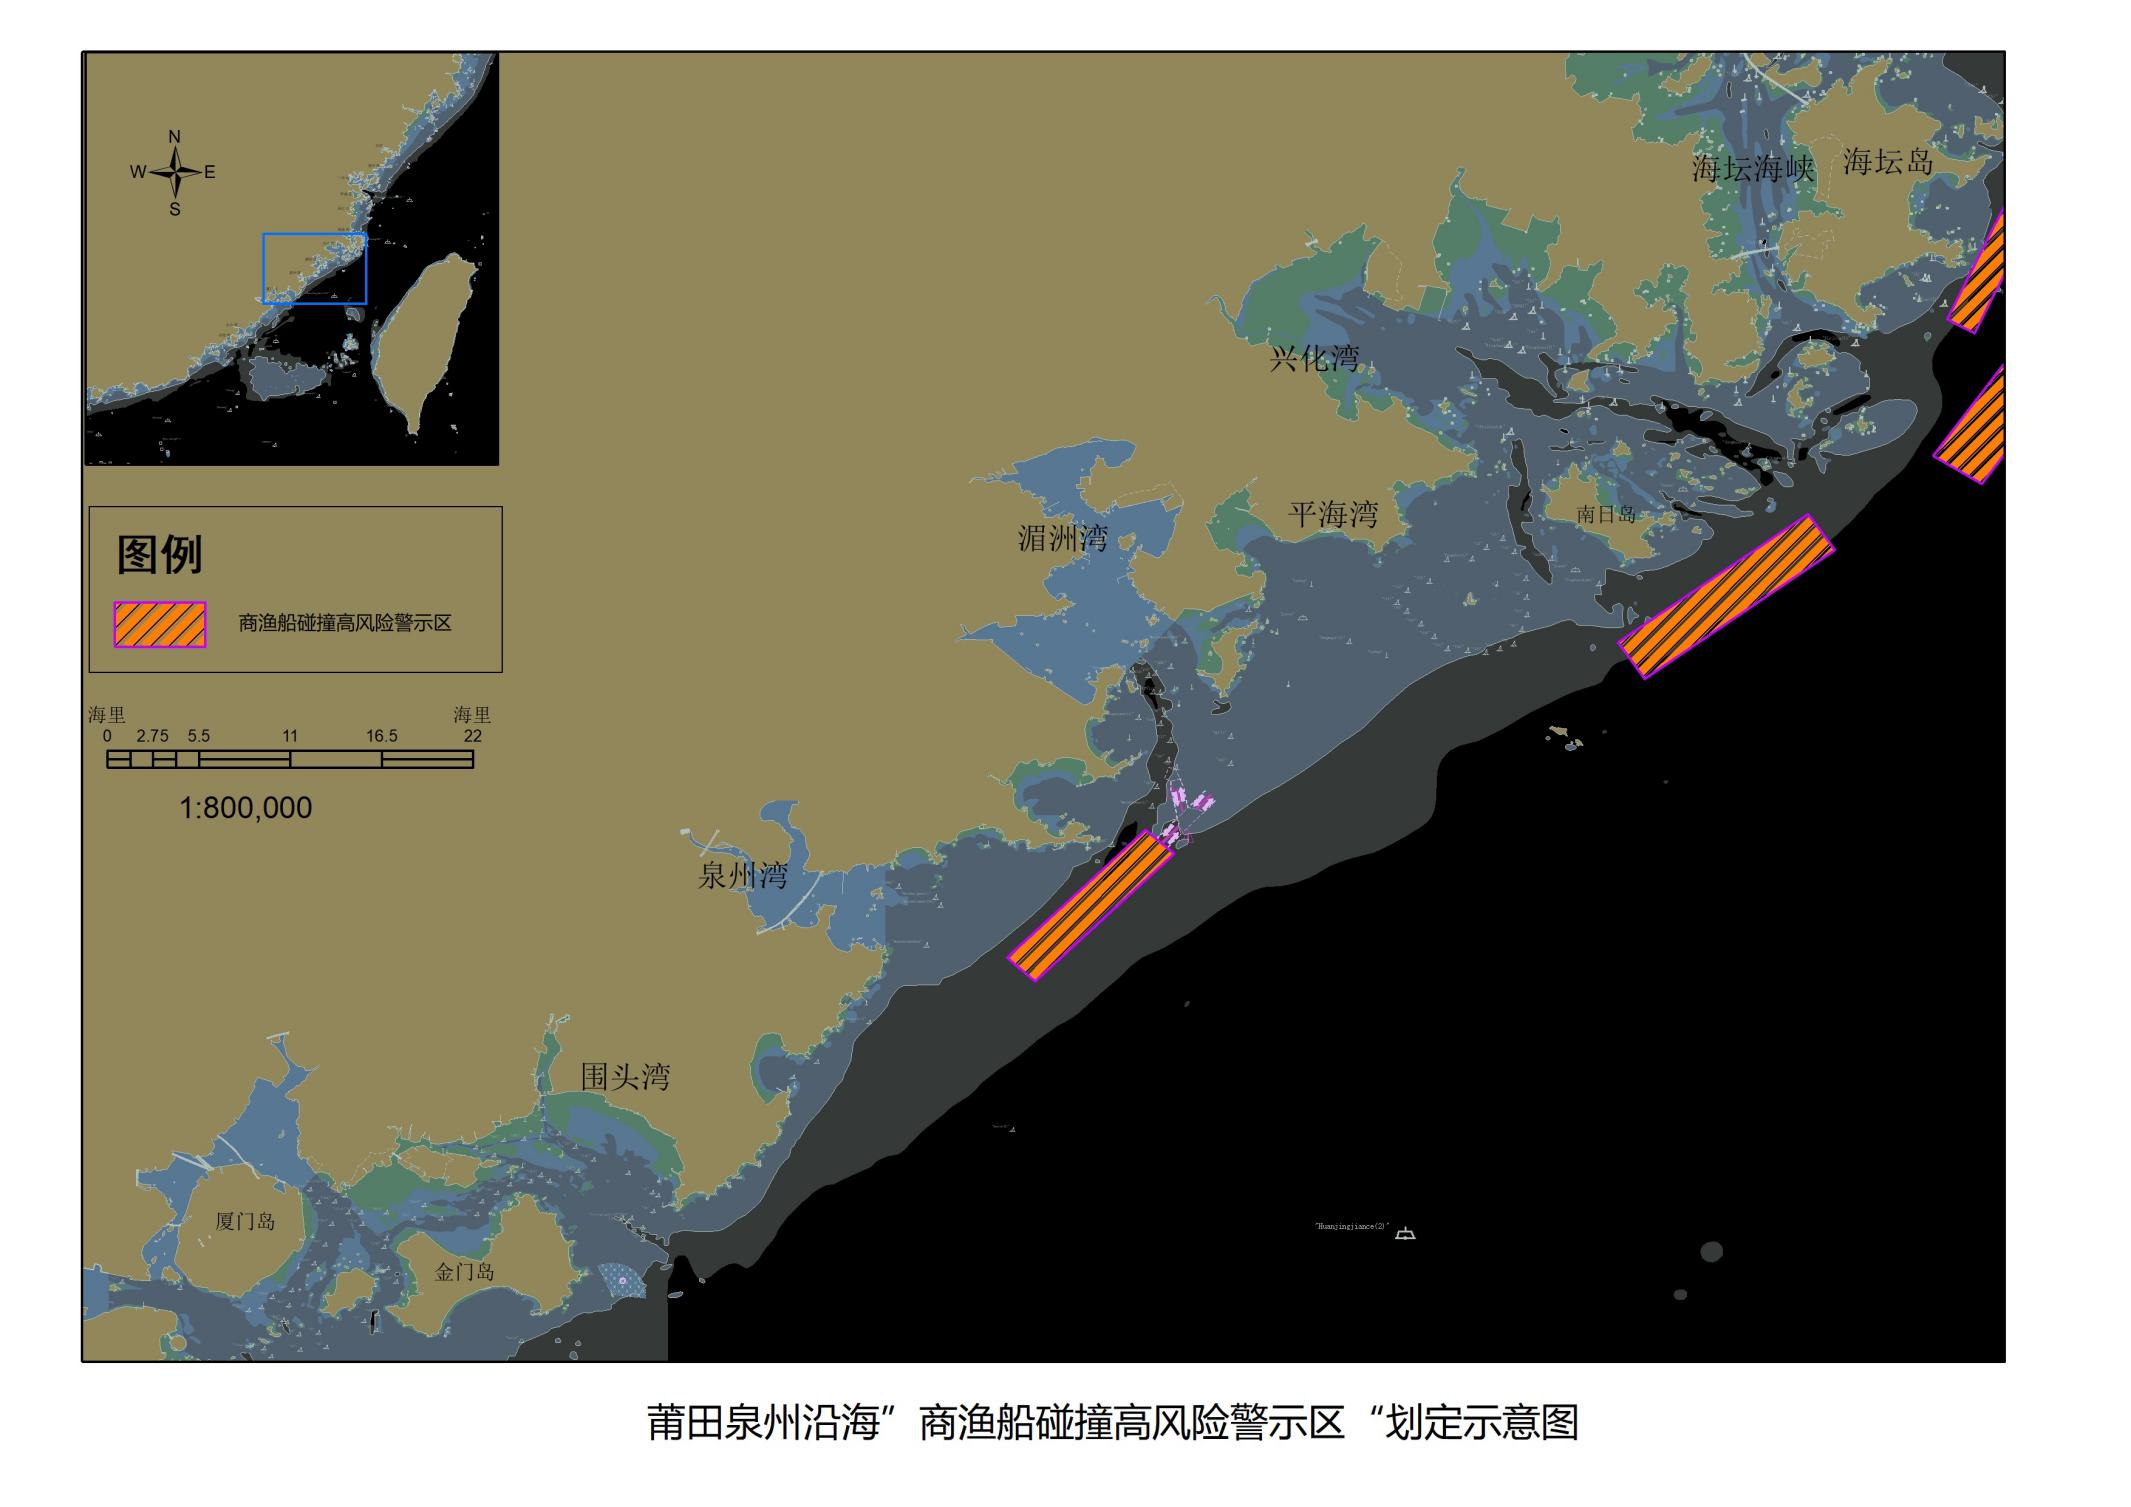 N
W E
S
图例
商渔船碰撞高风险警示区
海里 海里
0 2.75 5.5 11 16.5 22
1:800,000
海坛海峡
海坛岛
兴化湾
平海湾
南日岛
湄洲湾
泉州湾
围头湾
厦门岛
金门岛
"Huanjingjiance(2)"
莆田泉州沿海”商渔船碰撞高风险警示区“划定示意图